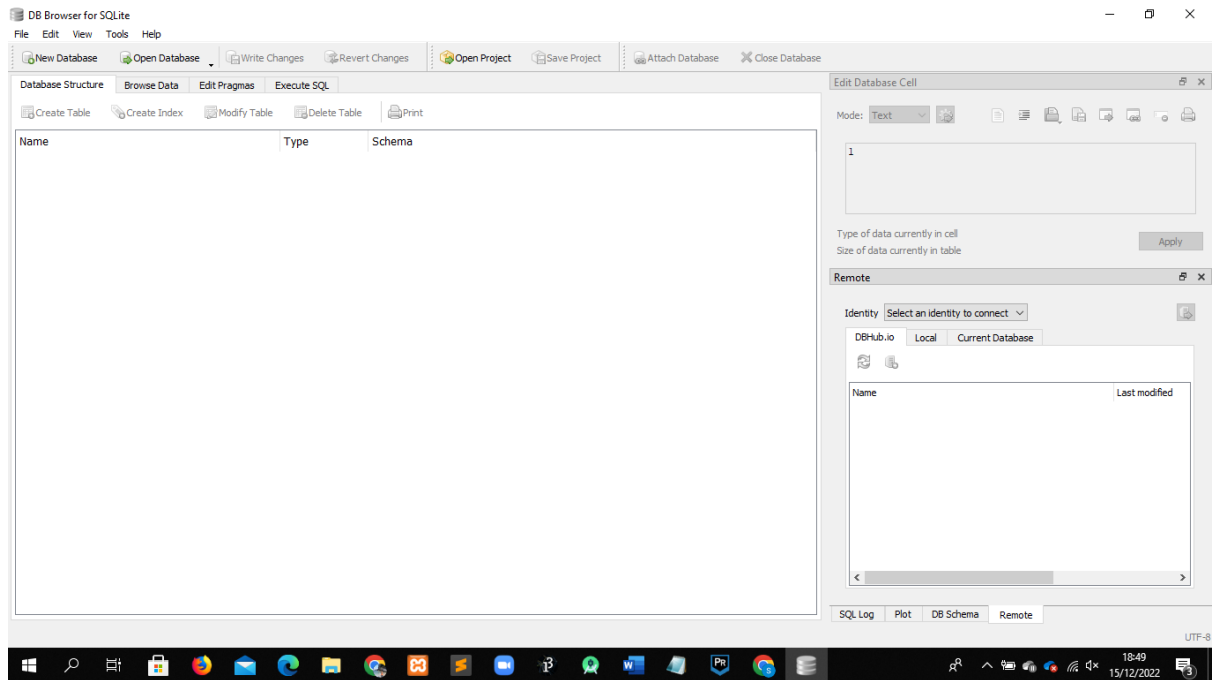 DB Browser for SQLite
File Edit View Tools Help
New Database Open Database Write Changes Revert Changes Open Project Save Project Attach Database Close Database
Database Structure Browse Data Edit Pragmas Execute SQL
Create Table Create Index Modify Table Delete Table Print
Name Type Schema
Edit Database Cell
Mode: Text
1
Type of data currently in cell
Size of data currently in table
Apply
Remote
Identity Select an identity to connect
DBHub.io Local Current Database
Name Last modified
SQL Log Plot DB Schema Remote
UTF-8
18:49
15/12/2022